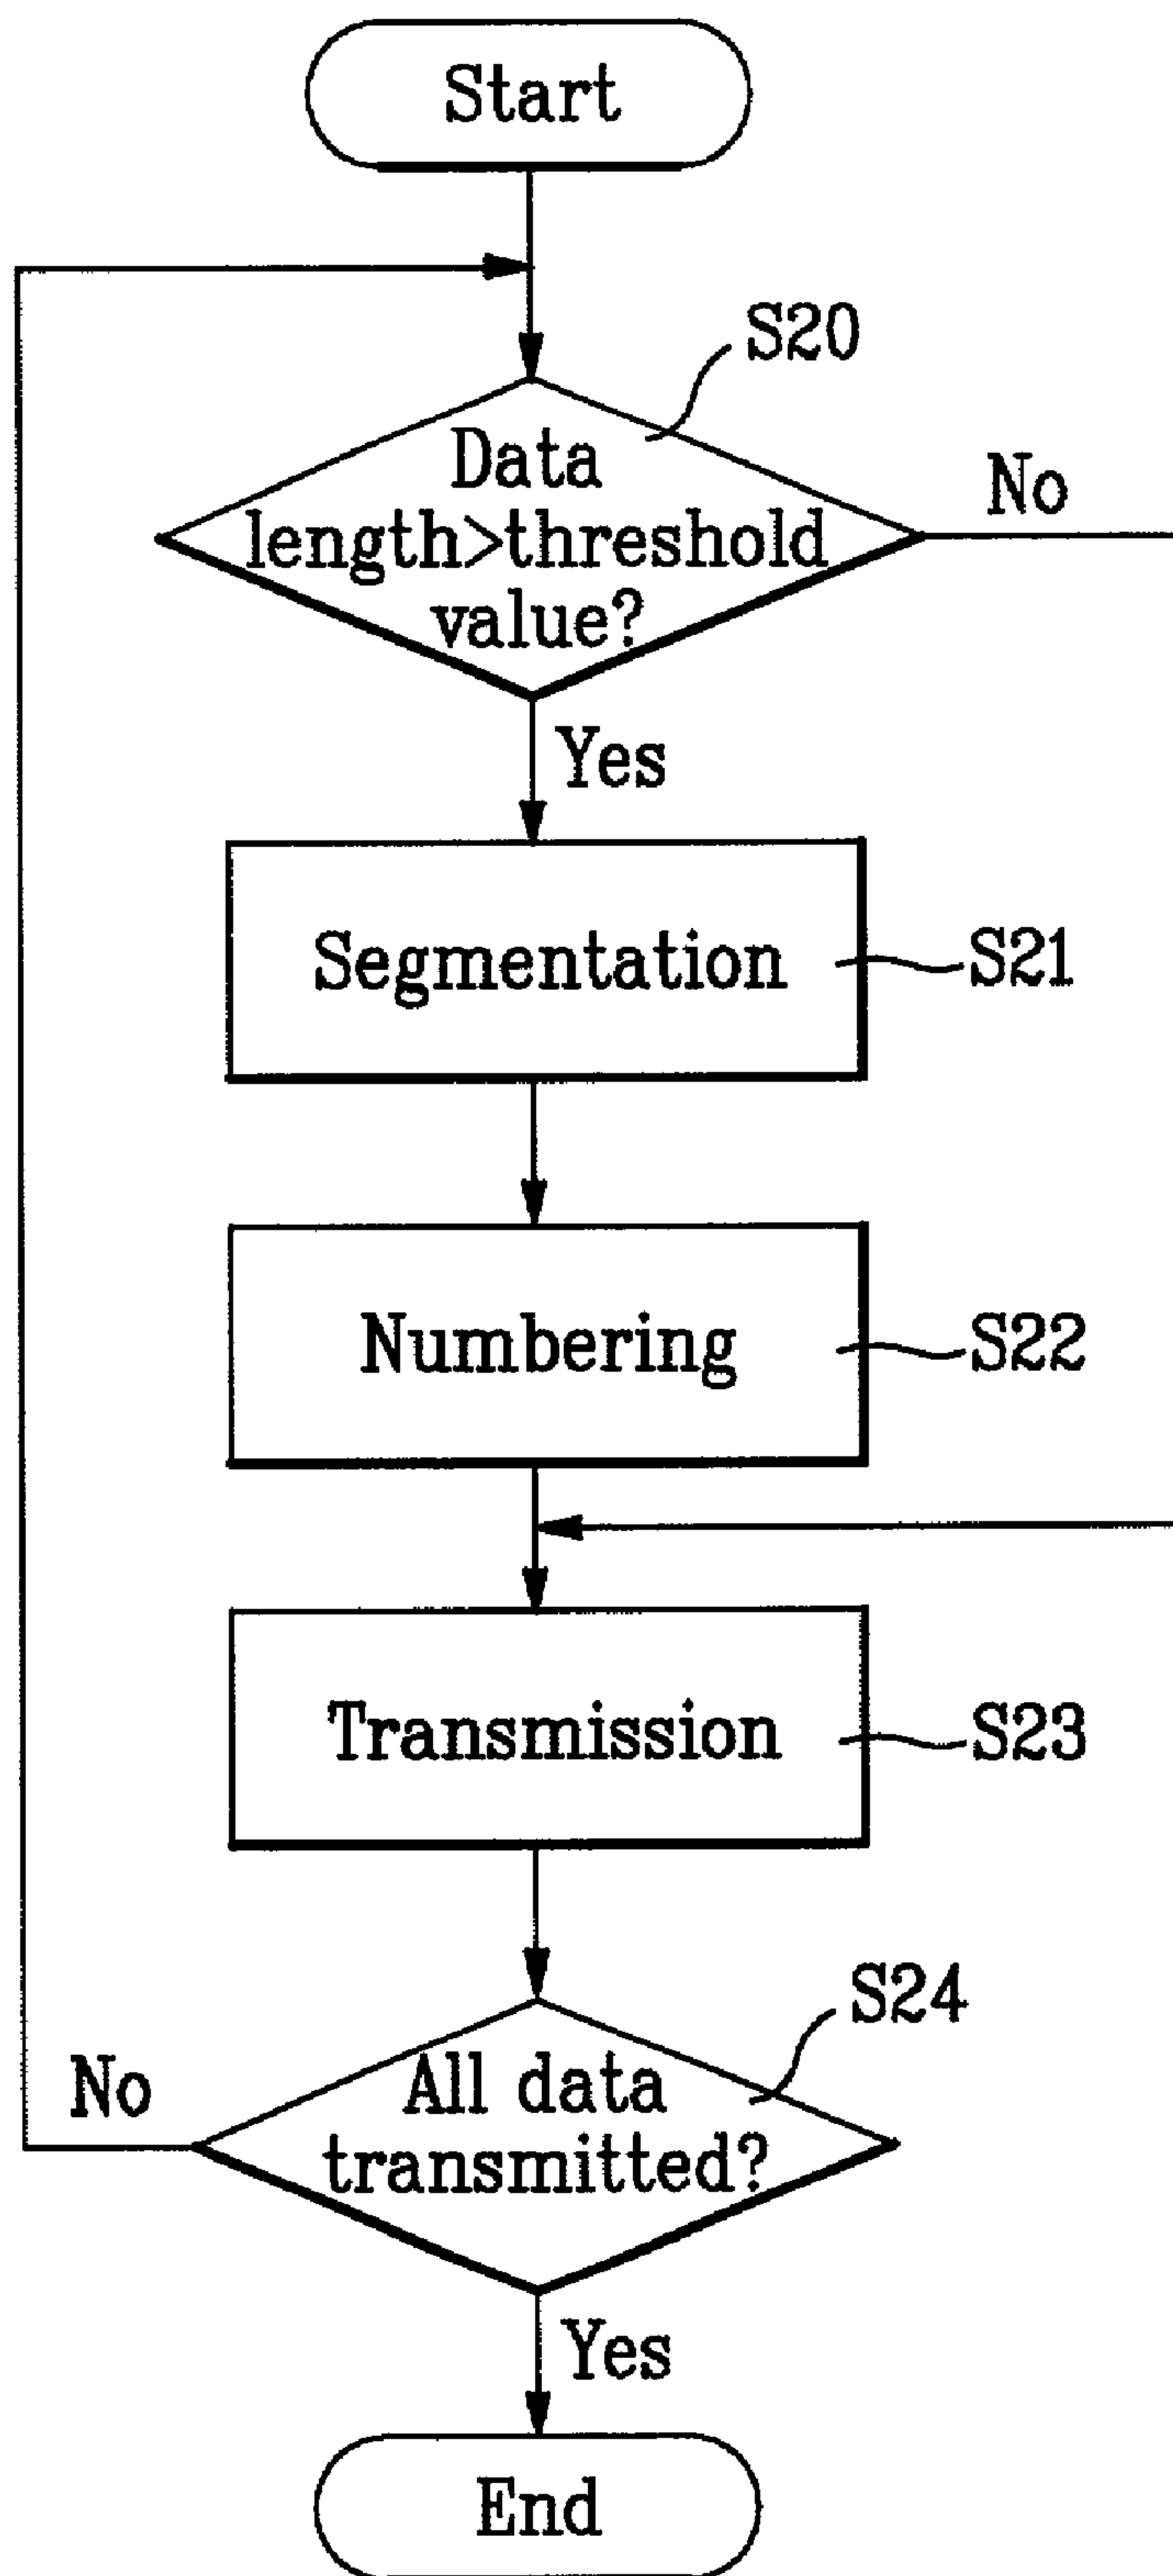 Start
S20
Data
length>threshold
value?
No
Yes
Segmentation
S21
Numbering
S22
Transmission
S23
S24
All data
transmitted?
No
Yes
End